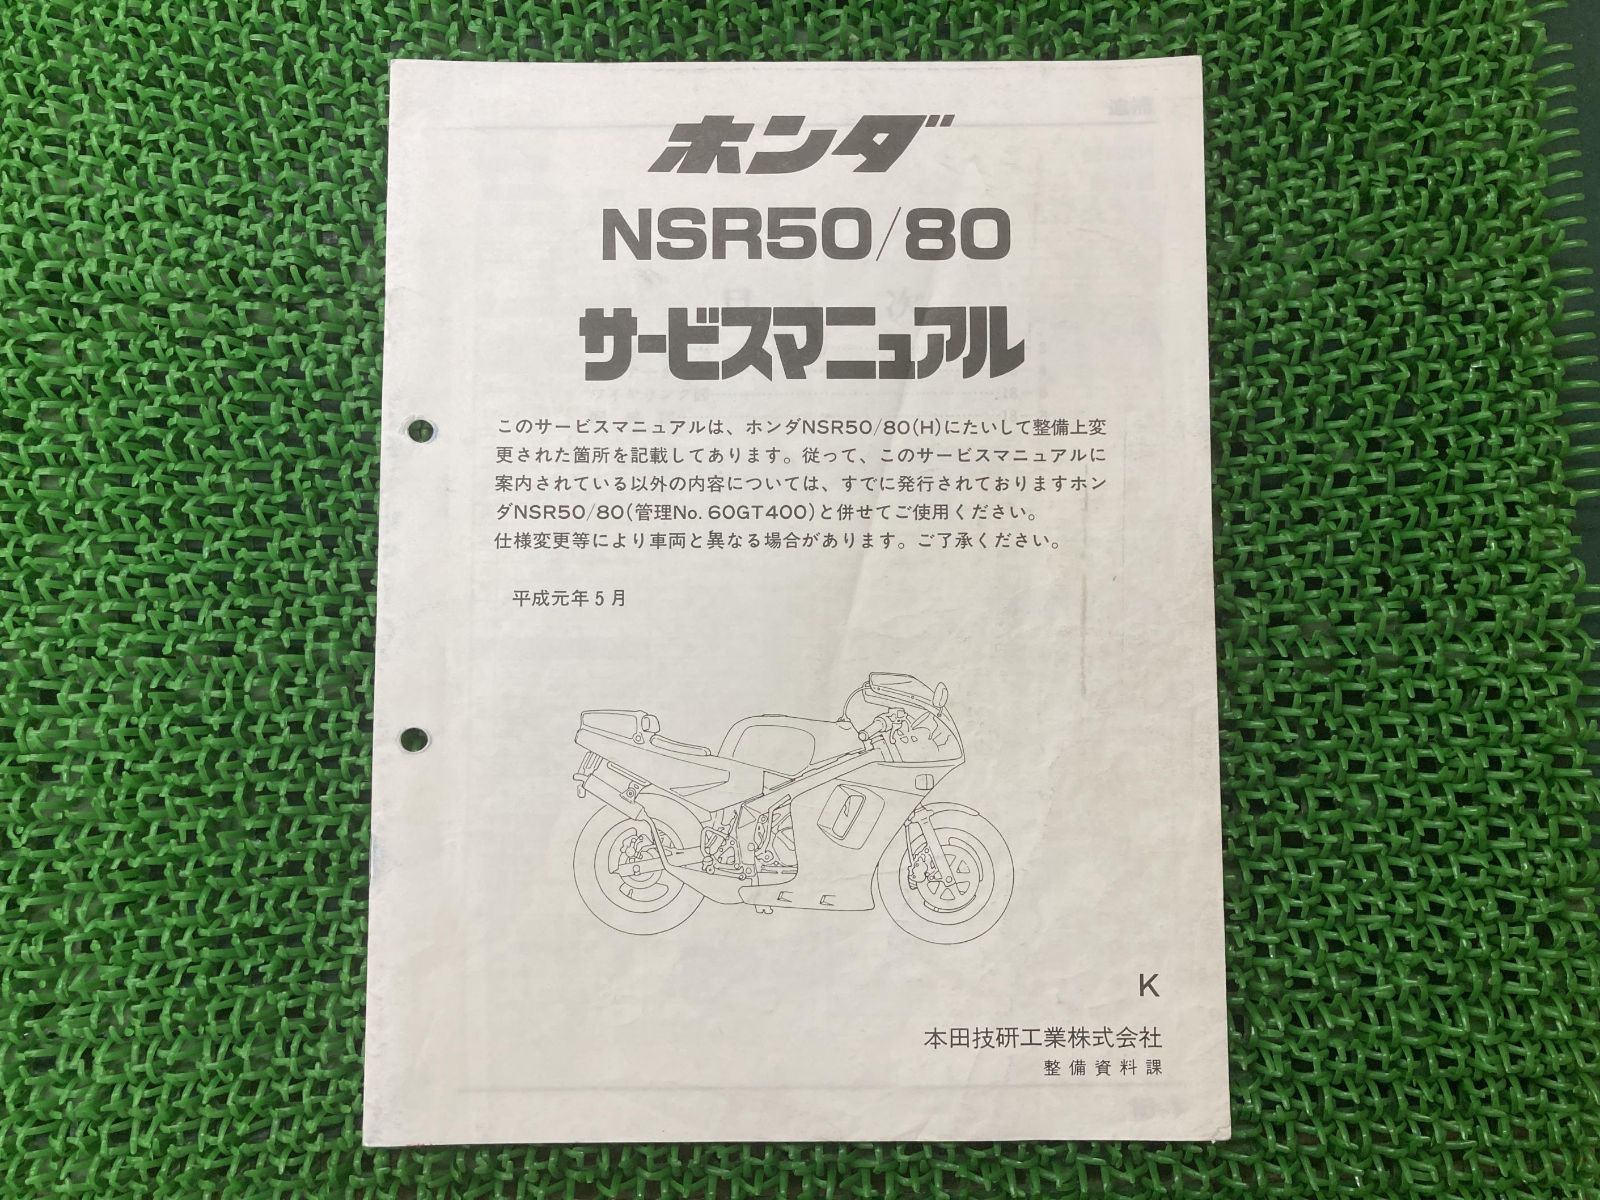 ホンダ
NSR50/80
サービスマニュアル
このサービスマニュアルは、ホンダNSR50/80(H)にたいして整備上変
更された箇所を記載してあります。従って、このサービスマニュアルに
案内されている以外の内容については、すでに発行されておりますホン
ダNSR50/80(管理No. 60GT400)と併せてご使用ください。
仕様変更等により車両と異なる場合があります。ご了承ください。
平成元年5月
K
本田技研工業株式会社
整備資料課